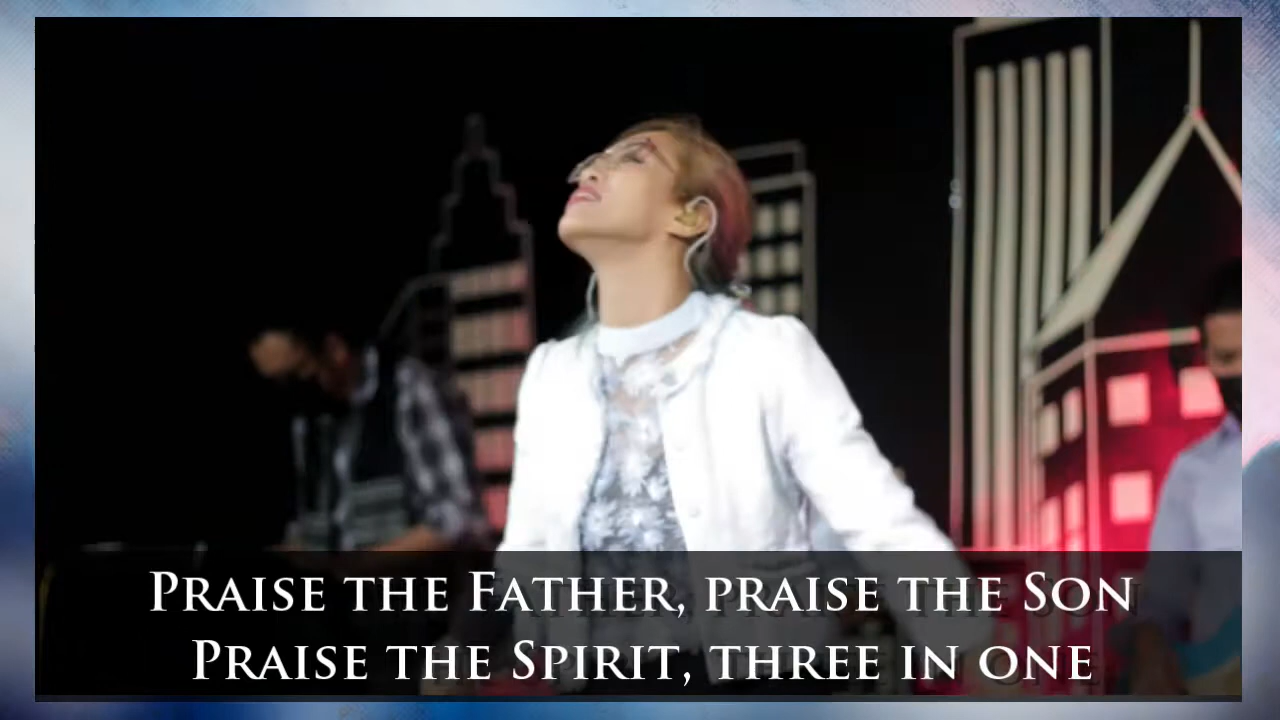 Praise the Father, praise the Son
Praise the Spirit, three in one